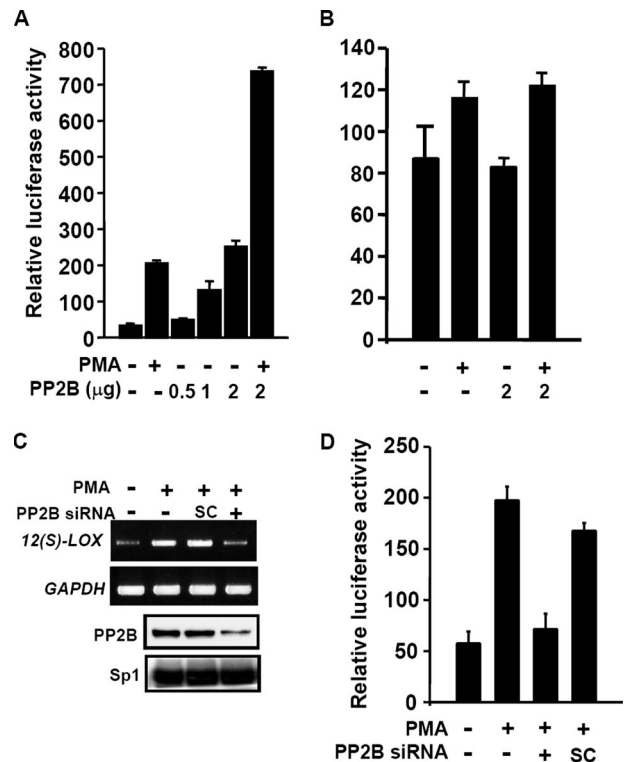 A
Relative luciferase activity
800
700
600
500
400
300
200
100
0
PMA - + - - - +
PP2B (µg) - - 0.5 1 2 2
B
140
120
100
80
60
40
20
0
- + - +
- - 2 2
C
PMA - + + +
PP2B siRNA - - SC +
12(S)-LOX
GAPDH
PP2B
Sp1
D
Relative luciferase activity
250
200
150
100
50
0
PMA - + + +
PP2B siRNA - - + SC